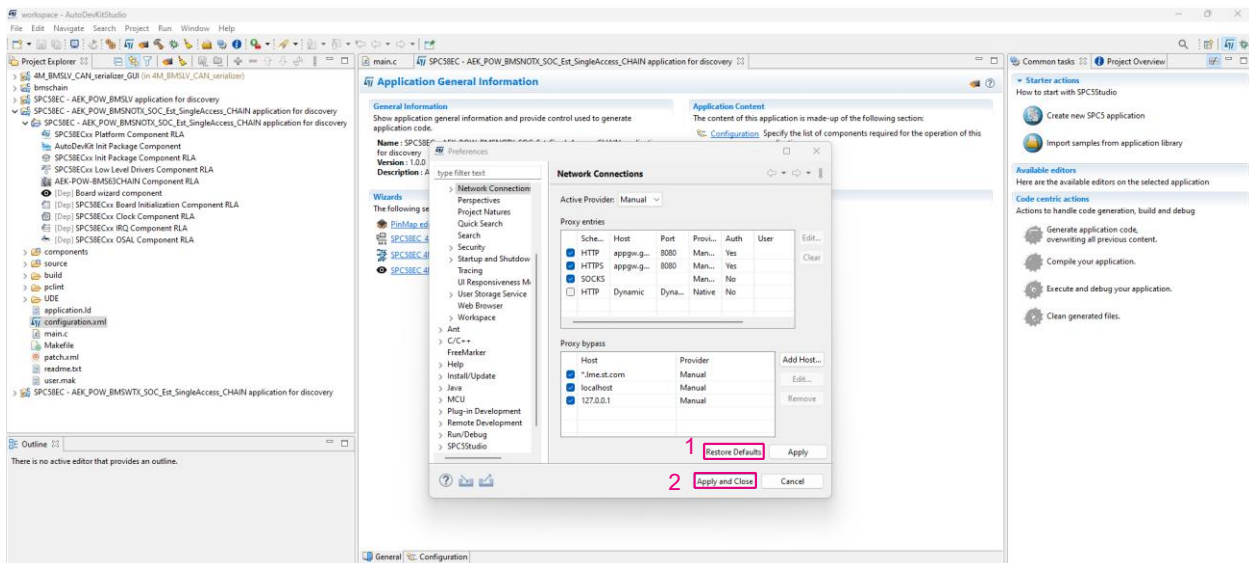 workspace - AutoDevKitStudio
File Edit Navigate Search Project Run Window Help
Project Explorer
4M_BMSLV_CAN_serializer_GUI (in 4M_BMSLV_CAN_serializer)
bmschain
SPC58EC - AEK_POW_BMSLV application for discovery
SPC58EC - AEK_POW_BMSNOTX_SOC_Est_SingleAccess_CHAIN application for discovery
SPC58EC - AEK_POW_BMSNOTX_SOC_Est_SingleAccess_CHAIN application for discovery
SPC58ECxx Platform Component RLA
AutoDevKit Init Package Component
SPC58ECxx Init Package Component RLA
SPC58ECxx Low Level Drivers Component RLA
AEK-POW-BMS63CHAIN Component RLA
[Dep] Board wizard component
[Dep] SPC58ECxx Board Initialization Component RLA
[Dep] SPC58ECxx Clock Component RLA
[Dep] SPC58ECxx IRQ Component RLA
[Dep] SPC58ECxx OSAL Component RLA
components
source
build
pclint
UDE
application.ld
configuration.xml
main.c
Makefile
patch.xml
readme.txt
user.mak
SPC58EC - AEK_POW_BMSWTX_SOC_Est_SingleAccess_CHAIN application for discovery
Outline
There is no active editor that provides an outline.
main.c
SPC58EC - AEK_POW_BMSNOTX_SOC_Est_SingleAccess_CHAIN application for discovery
Application General Information
General Information
Show application general information and provide control used to generate
application code.
Name : SPC58EC
for discovery
Version : 1.0.0
Description : A
Application Content
The content of this application is made-up of the following section:
Configuration Specify the list of components required for the operation of this
Wizards
The following se
PinMap ed
SPC58EC 4
SPC58EC 4
SPC58EC 4
Preferences
type filter text
Network Connection
Perspectives
Project Natures
Quick Search
Search
Security
Startup and Shutdow
Tracing
UI Responsiveness M
User Storage Service
Web Browser
Workspace
Ant
C/C++
FreeMarker
Help
Install/Update
Java
MCU
Plug-in Development
Remote Development
Run/Debug
SPC5Studio
Network Connections
Active Provider: Manual
Proxy entries
Sche... Host Port Provi... Auth User
HTTP appgw.g... 8080 Man... Yes
HTTPS appgw.g... 8080 Man... Yes
SOCKS Man... No
HTTP Dynamic Dyna... Native No
Edit...
Clear
Proxy bypass
Host Provider
*.lme.st.com Manual
localhost Manual
127.0.0.1 Manual
Add Host...
Edit...
Remove
1 Restore Defaults Apply
2 Apply and Close Cancel
General Configuration
Common tasks Project Overview
Starter actions
How to start with SPC5Studio
Create new SPC5 application
Import samples from application library
Available editors
Here are the available editors on the selected application
Code centric actions
Actions to handle code generation, build and debug
Generate application code,
overwriting all previous content.
Compile your application.
Execute and debug your application.
Clean generated files.